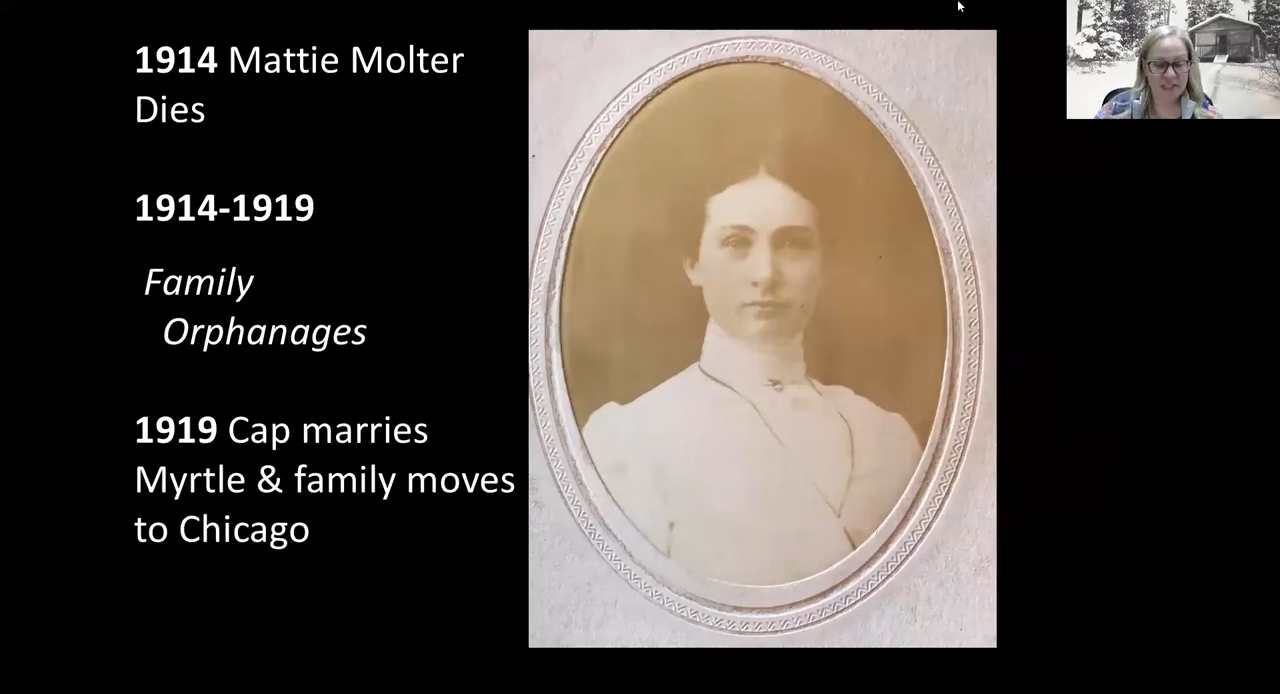 1914 Mattie Molter
Dies
1914-1919
Family
Orphanages
1919 Cap marries
Myrtle & family moves
to Chicago